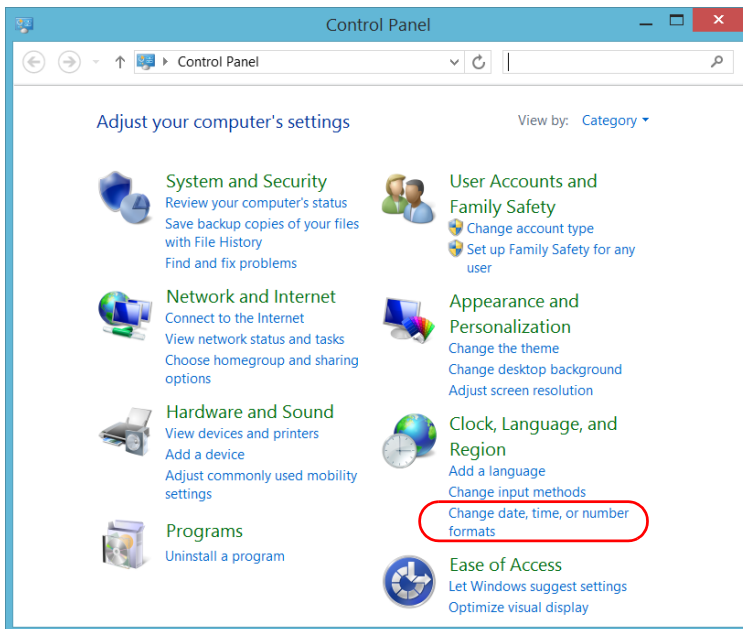 Control Panel
Control Panel
Adjust your computer's settings
View by: Category
System and Security
Review your computer's status
Save backup copies of your files
with File History
Find and fix problems
Network and Internet
Connect to the Internet
View network status and tasks
Choose homegroup and sharing
options
Hardware and Sound
View devices and printers
Add a device
Adjust commonly used mobility
settings
Programs
Uninstall a program
User Accounts and
Family Safety
Change account type
Set up Family Safety for any
user
Appearance and
Personalization
Change the theme
Change desktop background
Adjust screen resolution
Clock, Language, and
Region
Add a language
Change input methods
Change date, time, or number
formats
Ease of Access
Let Windows suggest settings
Optimize visual display